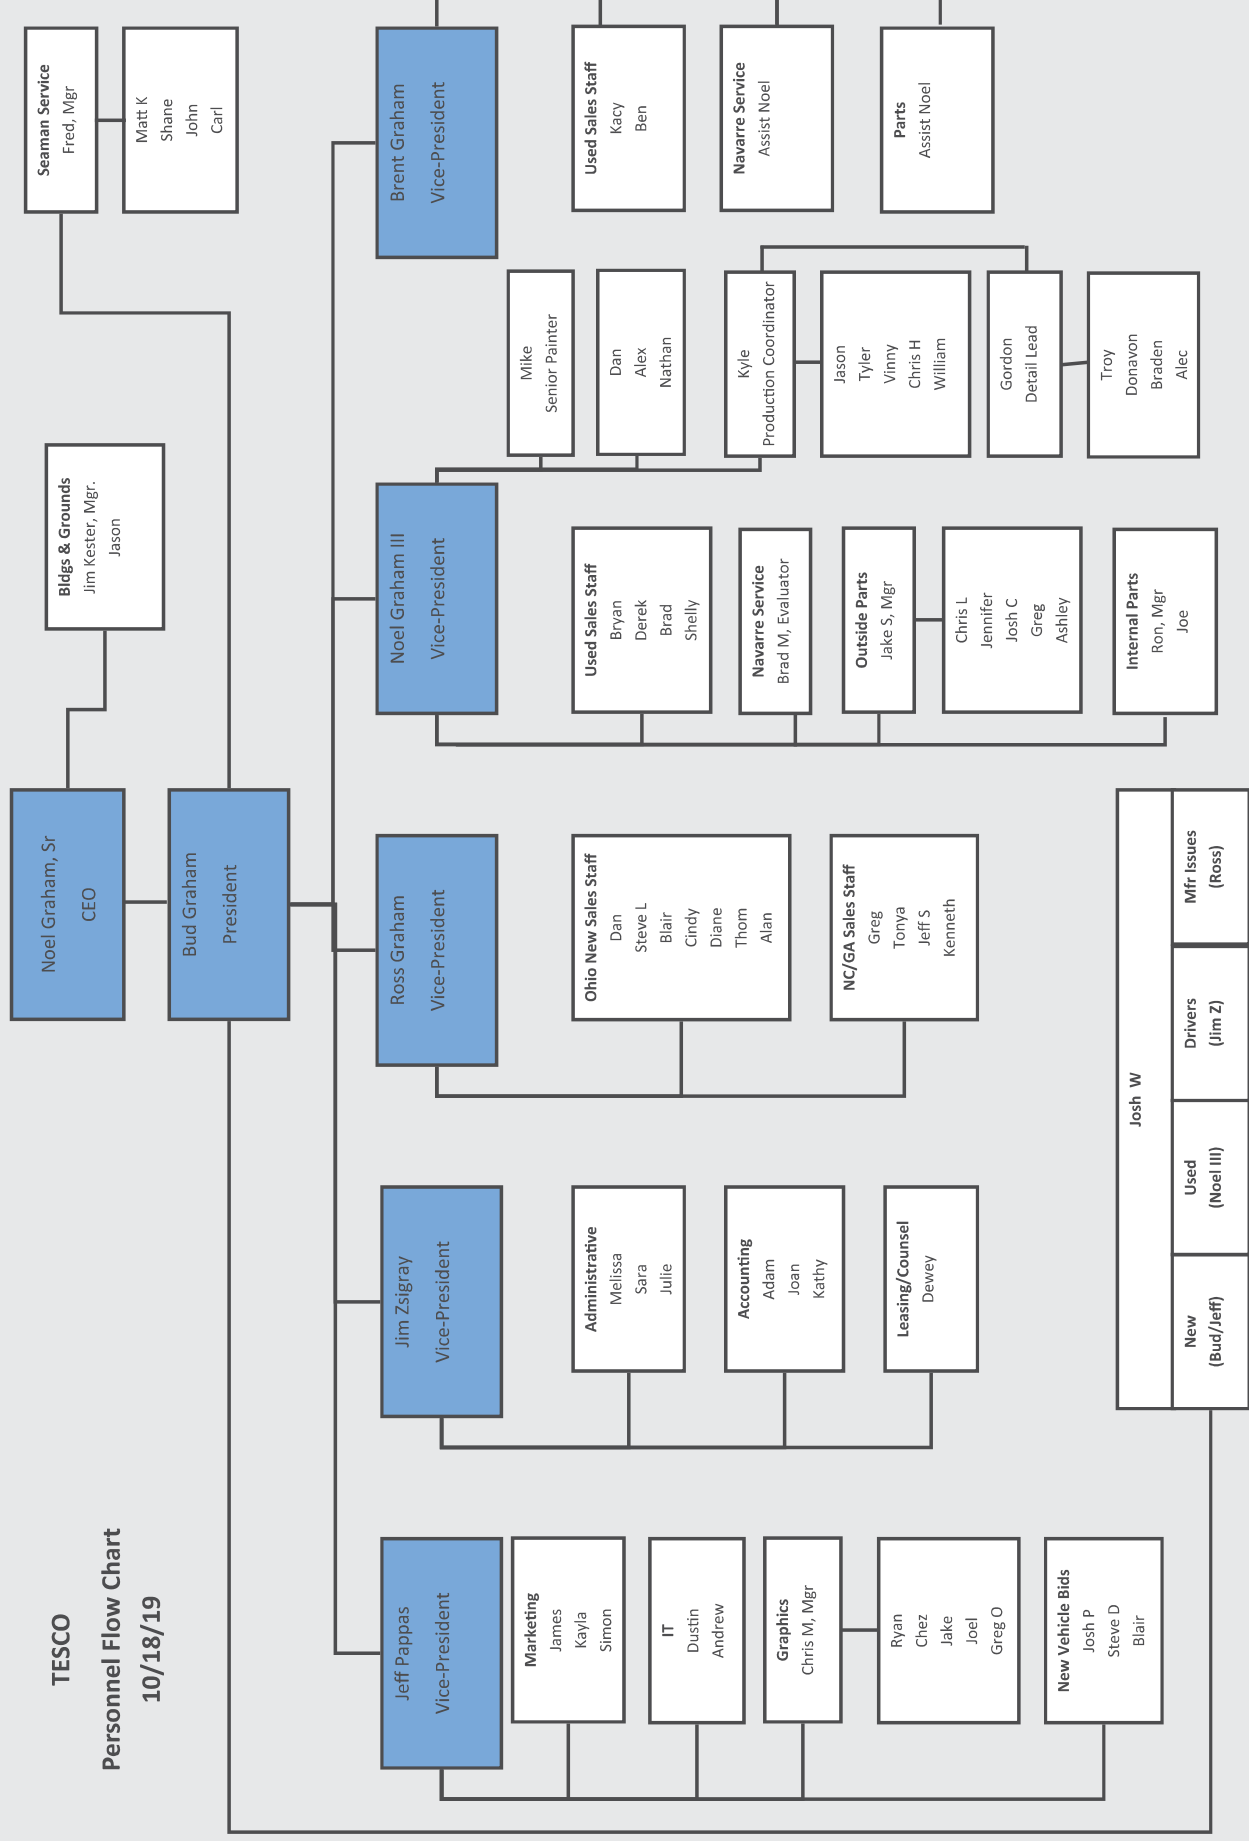 TESCO
Personnel Flow Chart
10/18/19
Noel Graham, Sr
CEO
Bldgs & Grounds
Jim Kester, Mgr.
Jason
Seaman Service
Fred, Mgr
Matt K
Shane
John
Carl
Bud Graham
President
Jeff Pappas
Vice-President
Marketing
James
Kayla
Simon
IT
Dustin
Andrew
Graphics
Chris M, Mgr
Ryan
Chez
Jake
Joel
Greg O
New Vehicle Bids
Josh P
Steve D
Blair
Jim Zsigray
Vice-President
Administrative
Melissa
Sara
Julie
Accounting
Adam
Joan
Kathy
Leasing/Counsel
Dewey
Ross Graham
Vice-President
Ohio New Sales Staff
Dan
Steve L
Blair
Cindy
Diane
Thom
Alan
NC/GA Sales Staff
Greg
Tonya
Jeff S
Kenneth
Noel Graham III
Vice-President
Used Sales Staff
Bryan
Derek
Brad
Shelly
Navarre Service
Brad M, Evaluator
Outside Parts
Jake S, Mgr
Chris L
Jennifer
Josh C
Greg
Ashley
Internal Parts
Ron, Mgr
Joe
Mike
Senior Painter
Dan
Alex
Nathan
Kyle
Production Coordinator
Jason
Tyler
Vinny
Chris H
William
Gordon
Detail Lead
Troy
Donavon
Braden
Alec
Brent Graham
Vice-President
Used Sales Staff
Kacy
Ben
Navarre Service
Assist Noel
Parts
Assist Noel
Josh W
New
(Bud/Jeff)
Used
(Noel III)
Drivers
(Jim Z)
Mfr Issues
(Ross)